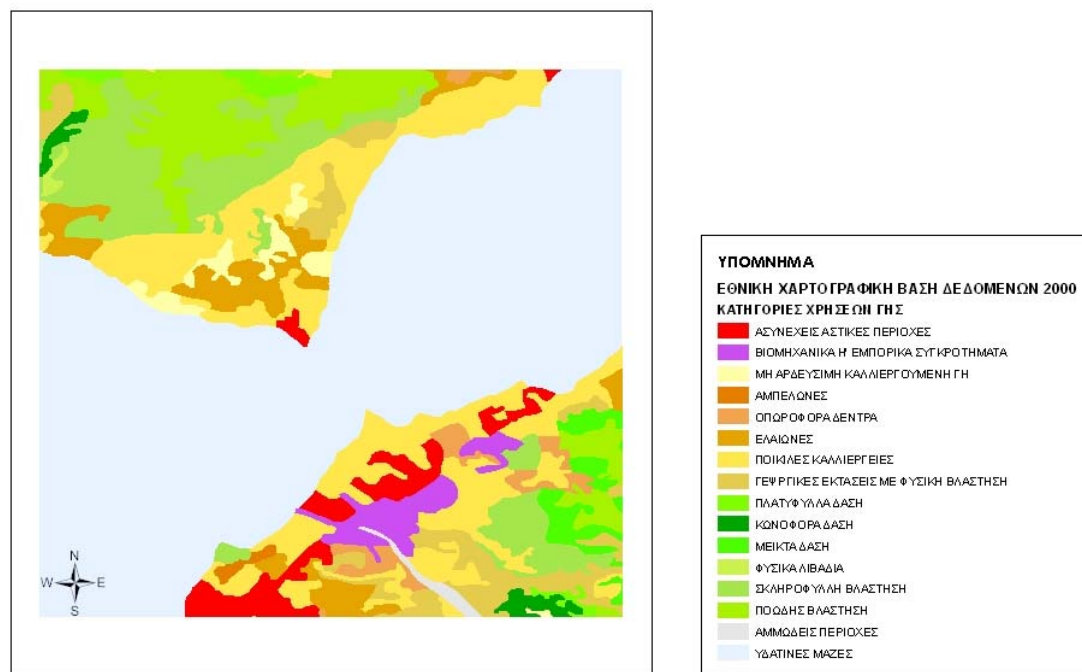 N
W E
S
ΥΠΟΜΝΗΜΑ
ΕΘΝΙΚΗ ΧΑΡΤΟΓΡΑΦΙΚΗ ΒΑΣΗ ΔΕΔΟΜΕΝΩΝ 2000
ΚΑΤΗΓΟΡΙΕΣ ΧΡΗΣΕΩΝ ΓΗΣ
ΑΣΥΝΕΧΕΙΣ ΑΣΤΙΚΕΣ ΠΕΡΙΟΧΕΣ
ΒΙΟΜΗΧΑΝΙΚΑ Η' ΕΜΠΟΡΙΚΑ ΣΥΓΚΡΟΤΗΜΑΤΑ
ΜΗ ΑΡΔΕΥΣΙΜΗ ΚΑΛΛΙΕΡΓΟΥΜΕΝΗ ΓΗ
ΑΜΠΕΛΩΝΕΣ
ΟΠΩΡΟΦΟΡΑ ΔΕΝΤΡΑ
ΕΛΑΙΩΝΕΣ
ΠΟΙΚΙΛΕΣ ΚΑΛΛΙΕΡΓΕΙΕΣ
ΓΕΨΡΓΙΚΕΣ ΕΚΤΑΣΕΙΣ ΜΕ ΦΥΣΙΚΗ ΒΛΑΣΤΗΣΗ
ΠΛΑΤΥΦΥΛΛΑ ΔΑΣΗ
ΚΩΝΟΦΟΡΑ ΔΑΣΗ
ΜΕΙΚΤΑ ΔΑΣΗ
ΦΥΣΙΚΑ ΛΙΒΑΔΙΑ
ΣΚΛΗΡΟΦΥΛΛΗ ΒΛΑΣΤΗΣΗ
ΠΟΩΔΗΣ ΒΛΑΣΤΗΣΗ
ΑΜΜΩΔΕΙΣ ΠΕΡΙΟΧΕΣ
ΥΔΑΤΙΝΕΣ ΜΑΖΕΣ